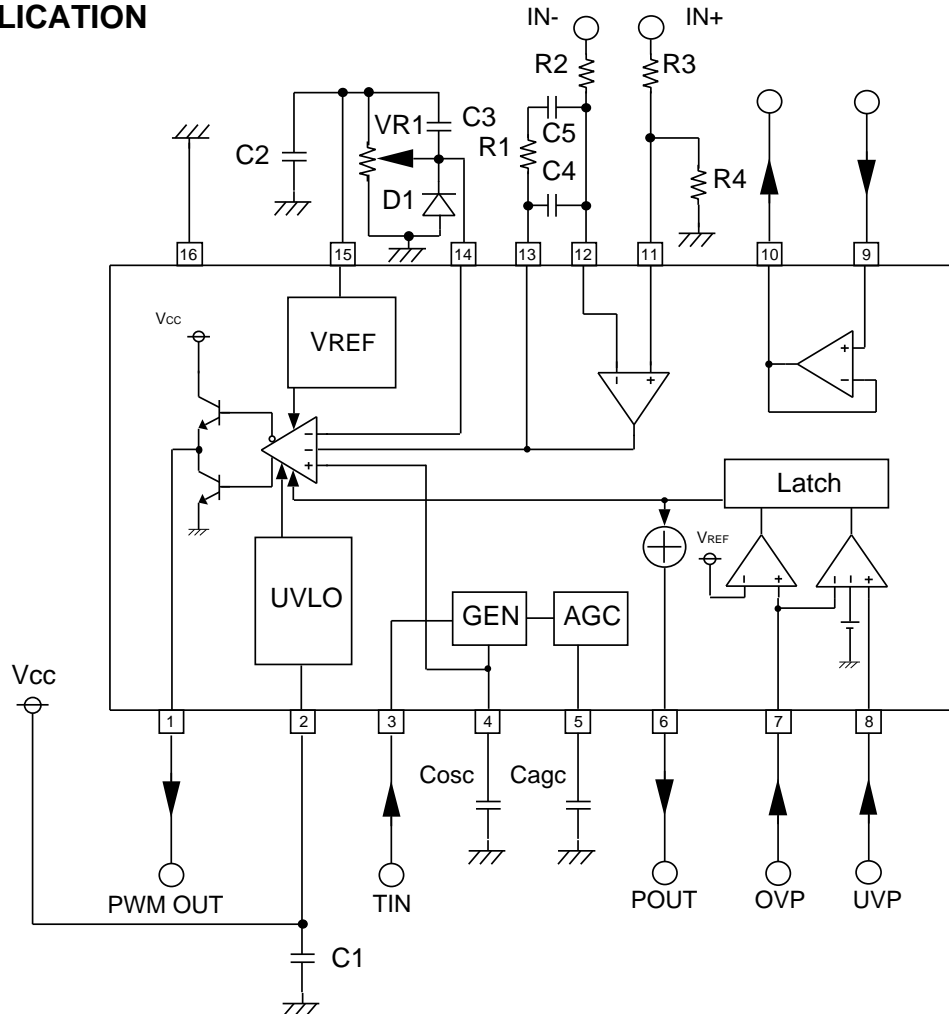 LICATION
IN- IN+
R2 R3
VR1 C3
R1 C5
C2 C4
D1 R4
16 15 14 13 12 11 10 9
Vcc
VREF
+
+
-
-
-
+
-
+
Latch
VREF
UVLO GEN AGC
- + - - +
Vcc
1 2 3 4 5 6 7 8
Cosc Cagc
PWM OUT TIN POUT OVP UVP
C1